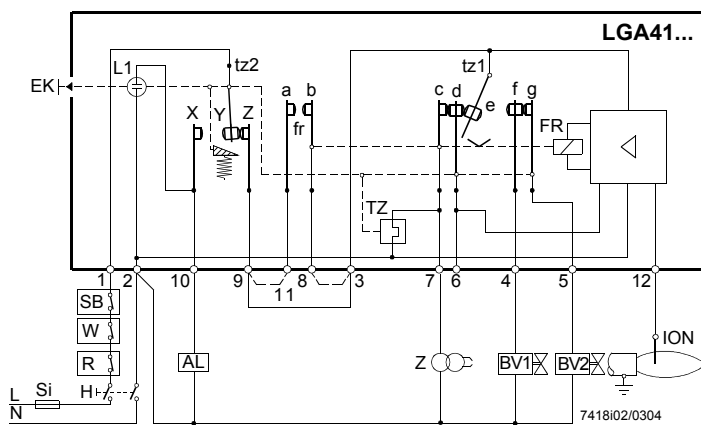 LGA41...
tz2
tz1
L1
EK
X
Y
Z
a
b
fr
c
d
e
f
g
FR
TZ
1
2
10
9
11
8
3
7
6
4
5
12
SB
W
R
AL
Z
BV1
BV2
ION
L
Si
H
N
7418i02/0304